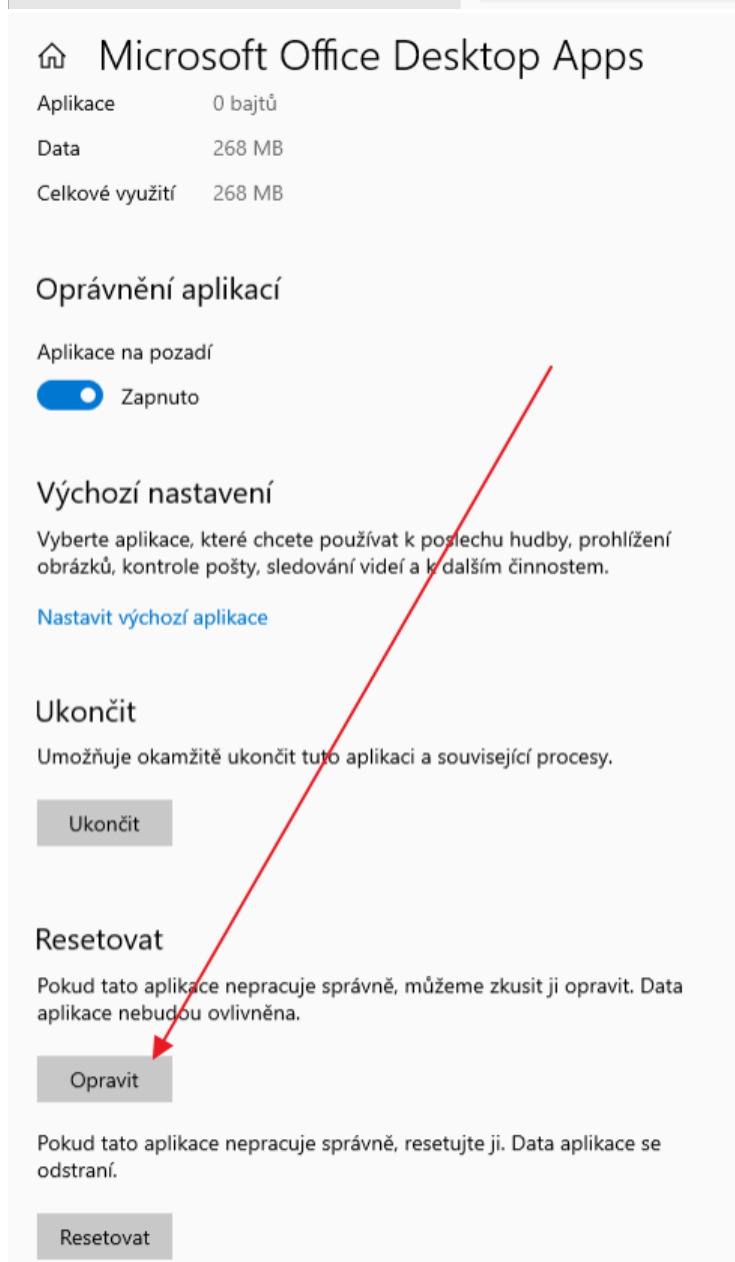 Microsoft Office Desktop Apps
Aplikace 0 bajtů
Data 268 MB
Celkové využití 268 MB
Oprávnění aplikací
Aplikace na pozadí
Zapnuto
Výchozí nastavení
Vyberte aplikace, které chcete používat k poslechu hudby, prohlížení
obrázků, kontrole pošty, sledování videí a k dalším činnostem.
Nastavit výchozí aplikace
Ukončit
Umožňuje okamžitě ukončit tuto aplikaci a související procesy.
Ukončit
Resetovat
Pokud tato aplikace nepracuje správně, můžeme zkusit ji opravit. Data
aplikace nebudou ovlivněna.
Opravit
Pokud tato aplikace nepracuje správně, resetujte ji. Data aplikace se
odstraní.
Resetovat